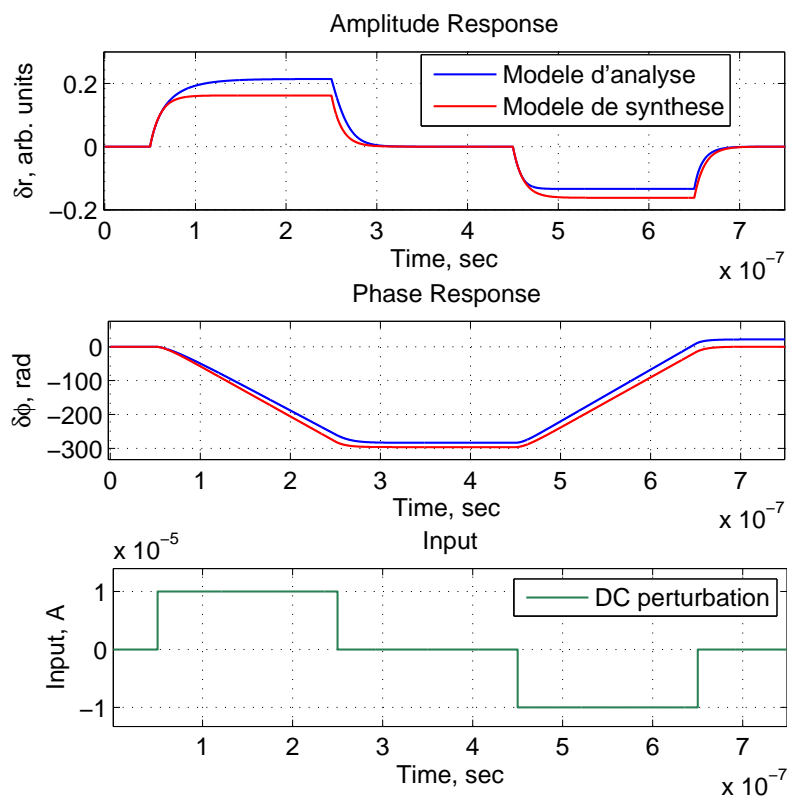 Amplitude Response
δr, arb. units
0.2
0
−0.2
Modele d'analyse
Modele de synthese
0 1 2 3 4 5 6 7
Time, sec
x 10⁻⁷
Phase Response
δϕ, rad
0
−100
−200
−300
0 1 2 3 4 5 6 7
Time, sec
x 10⁻⁷
Input
x 10⁻⁵
Input, A
1
0
−1
DC perturbation
1 2 3 4 5 6 7
Time, sec
x 10⁻⁷